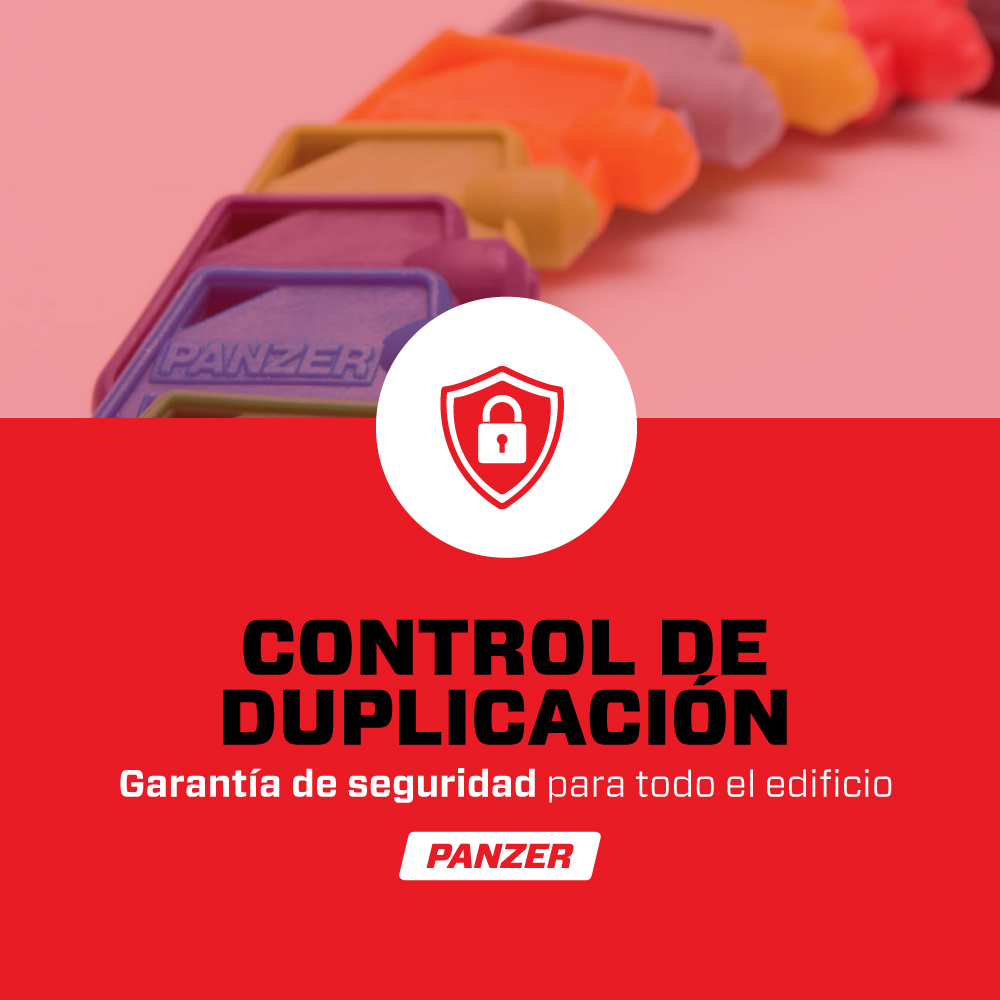 PANZER
CONTROL DE
DUPLICACIÓN
Garantía de seguridad para todo el edificio
PANZER